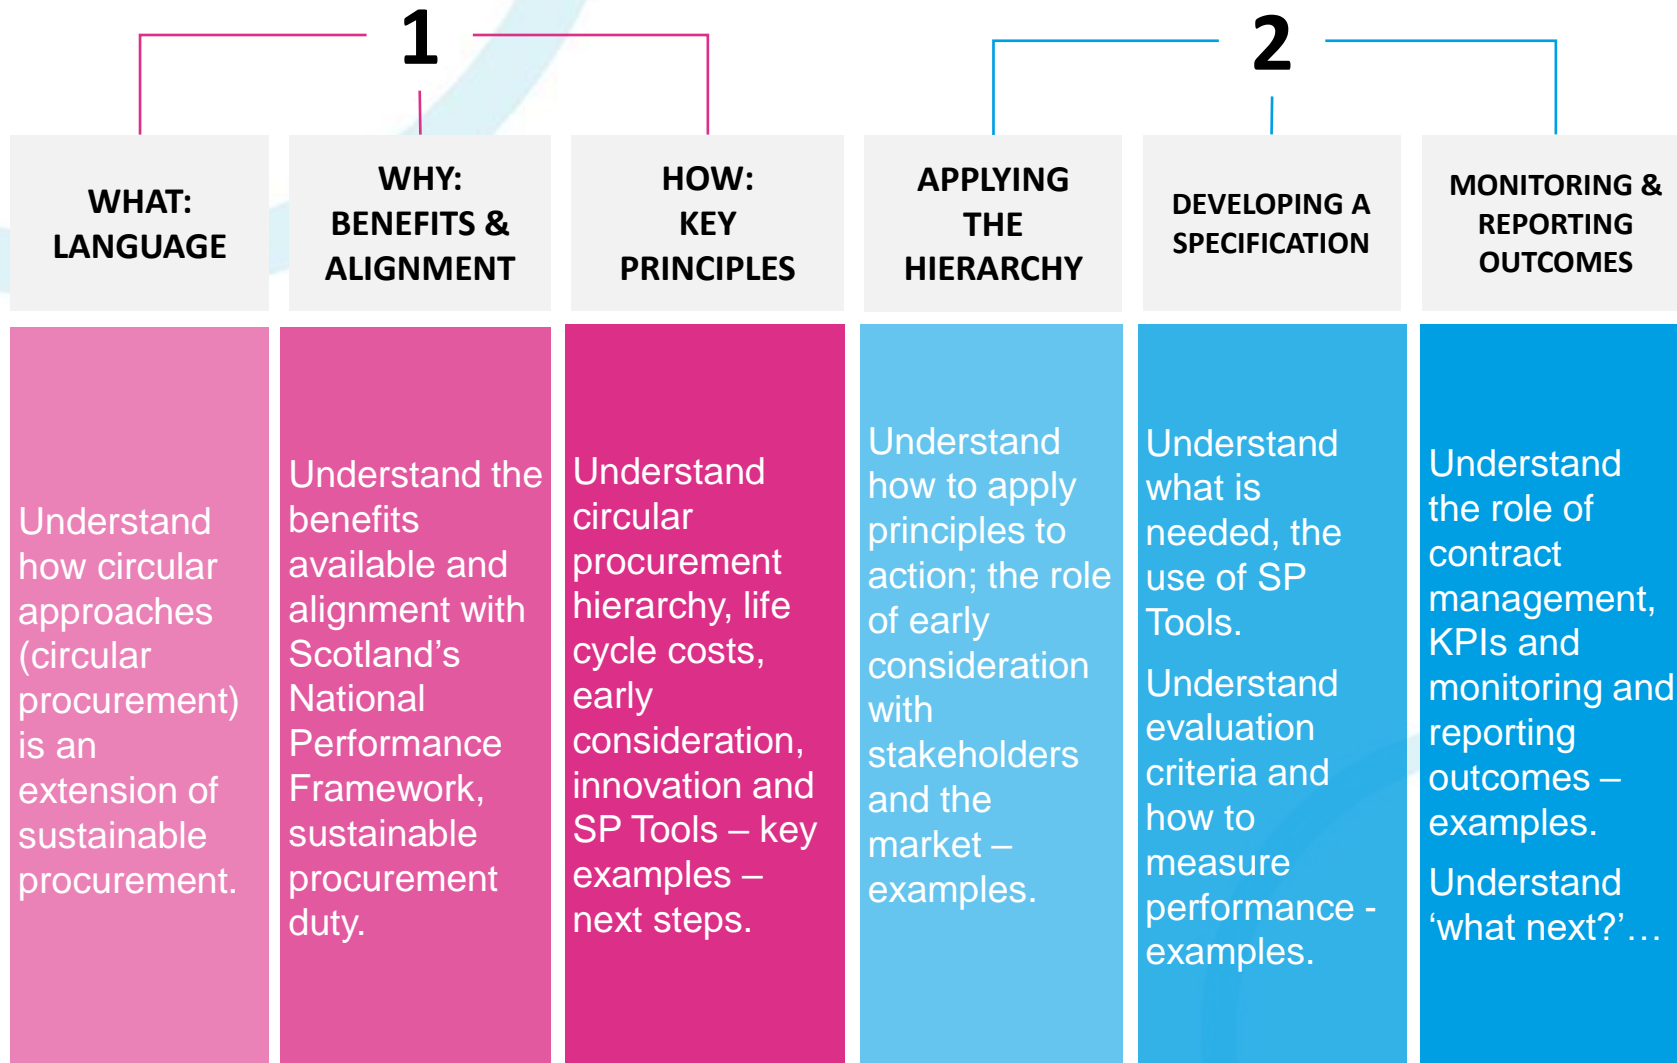 1
WHAT:
LANGUAGE
Understand
how circular
approaches
(circular
procurement)
is an
extension of
sustainable
procurement.
WHY:
BENEFITS &
ALIGNMENT
Understand the
benefits
available and
alignment with
Scotland’s
National
Performance
Framework,
sustainable
procurement
duty.
HOW:
KEY
PRINCIPLES
Understand
circular
procurement
hierarchy, life
cycle costs,
early
consideration,
innovation and
SP Tools – key
examples –
next steps.
2
APPLYING
THE
HIERARCHY
Understand
how to apply
principles to
action; the role
of early
consideration
with
stakeholders
and the
market –
examples.
DEVELOPING A
SPECIFICATION
Understand
what is
needed, the
use of SP
Tools.
Understand
evaluation
criteria and
how to
measure
performance -
examples.
MONITORING &
REPORTING
OUTCOMES
Understand
the role of
contract
management,
KPIs and
monitoring and
reporting
outcomes –
examples.
Understand
‘what next?’…